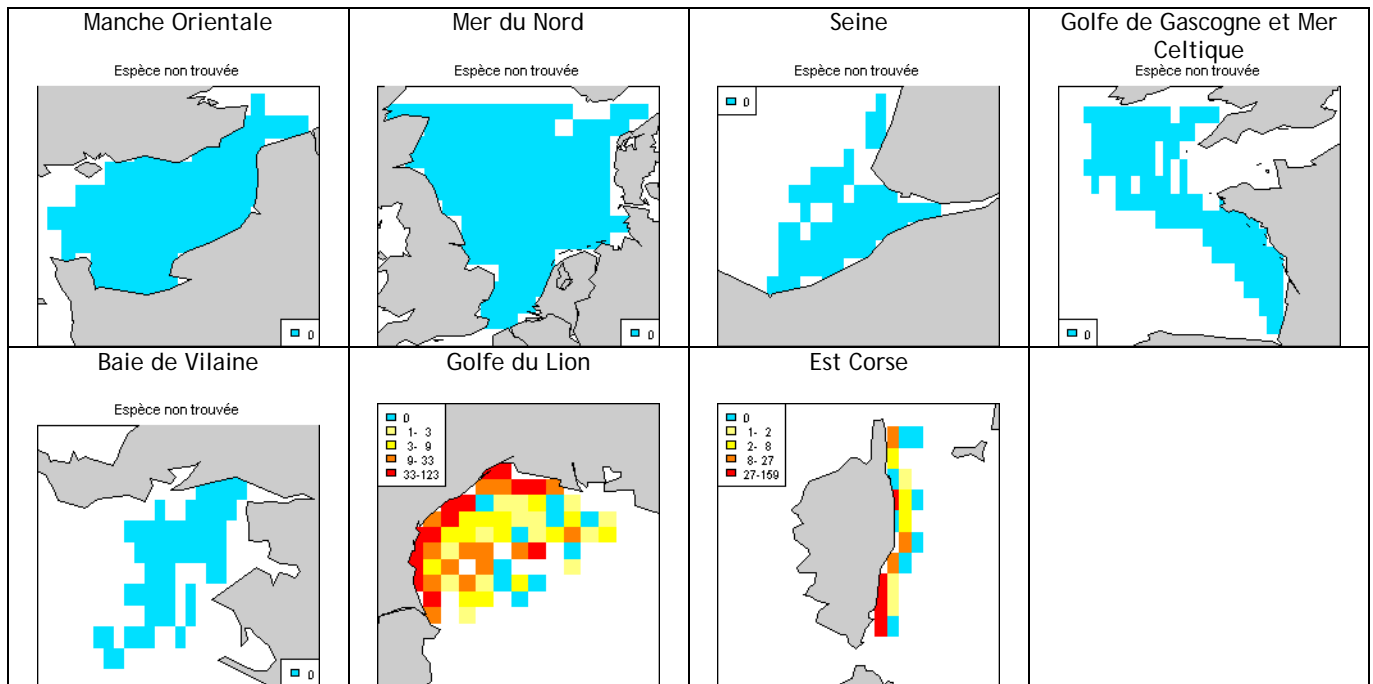 Manche Orientale
Espèce non trouvée
0
Mer du Nord
Espèce non trouvée
0
Seine
Espèce non trouvée
0
Golfe de Gascogne et Mer
Celtique
Espèce non trouvée
0
Baie de Vilaine
Espèce non trouvée
0
Golfe du Lion
0
1- 3
3- 9
9- 33
33-123
Est Corse
0
1- 2
2- 8
8- 27
27-159